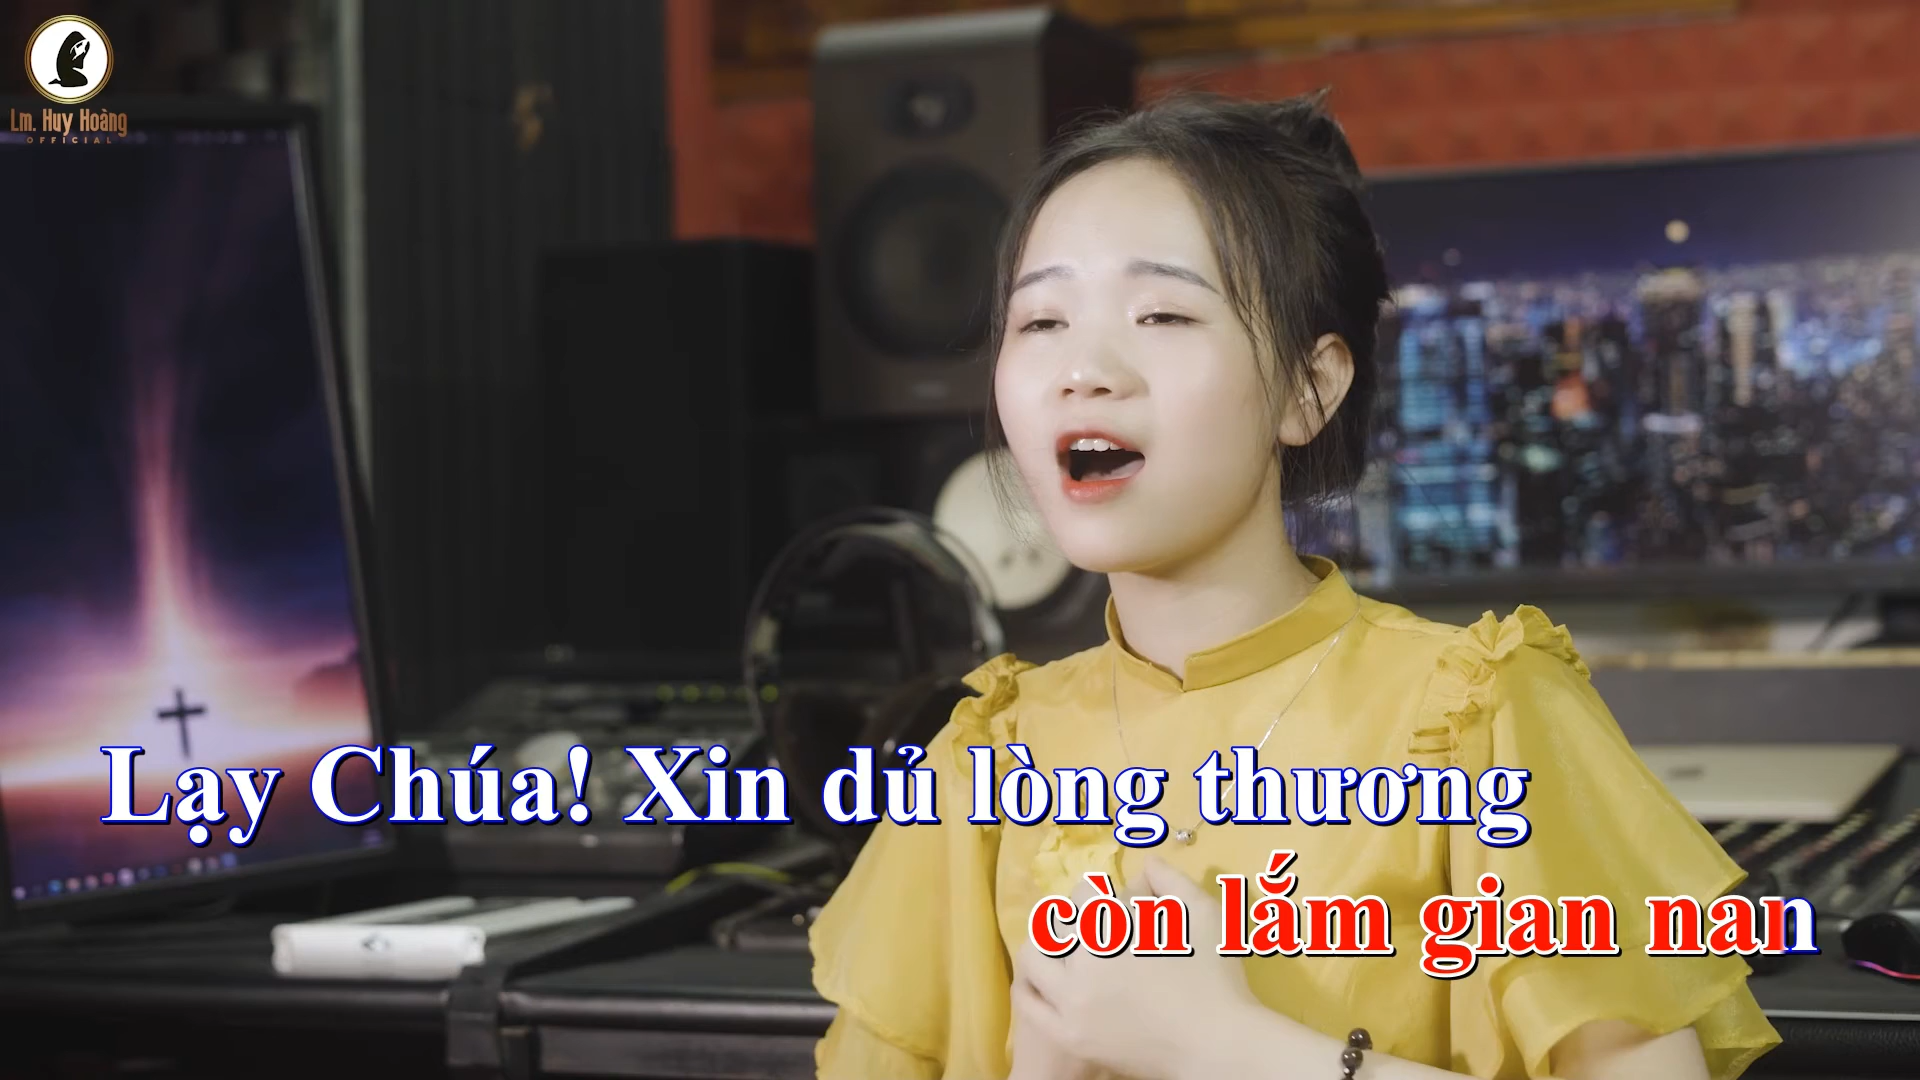 Lm. Huy Hoàng
OFFICIAL
Lạy Chúa! Xin dủ lòng thương
còn lắm gian nan